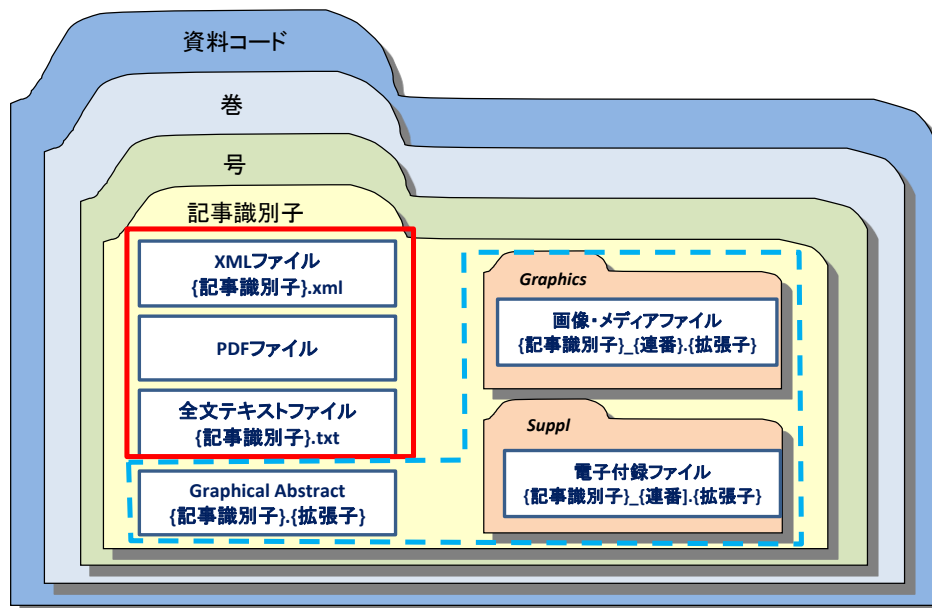 資料コード
巻
号
記事識別子
XMLファイル
{記事識別子}.xml
PDFファイル
全文テキストファイル
{記事識別子}.txt
Graphical Abstract
{記事識別子}.{拡張子}
Graphics
画像・メディアファイル
{記事識別子}_{連番}.{拡張子}
Suppl
電子付録ファイル
{記事識別子}_{連番].{拡張子}